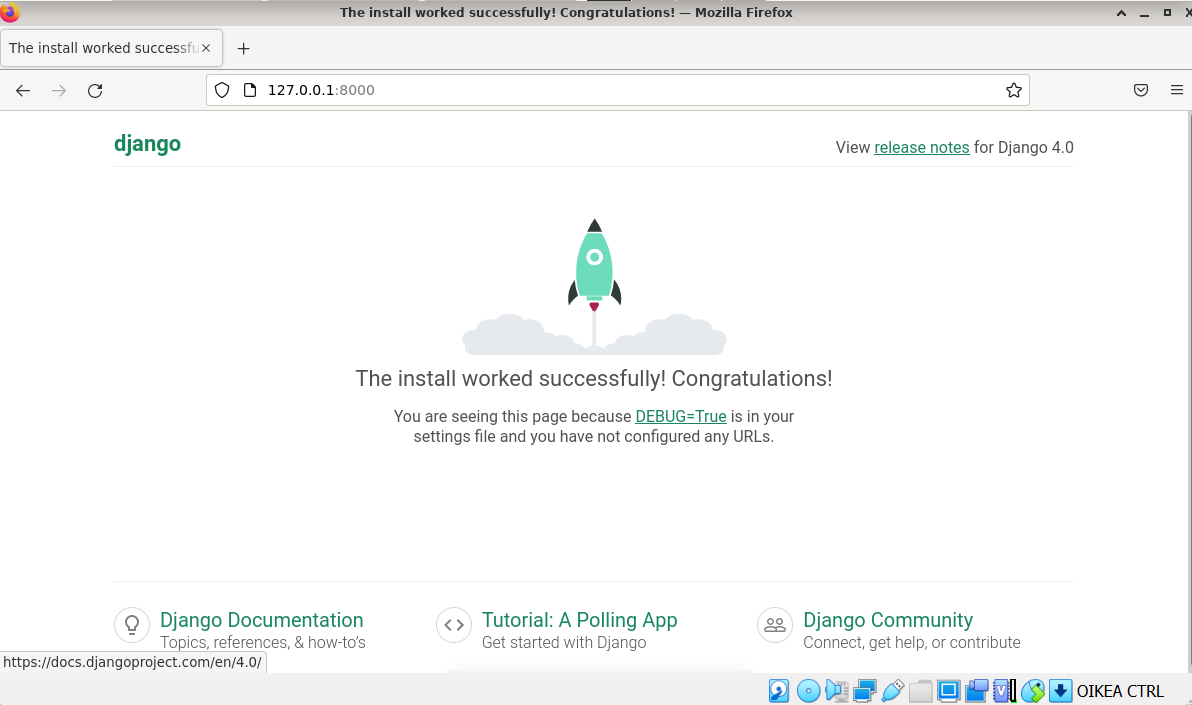 The install worked successfully! Congratulations! — Mozilla Firefox
The install worked successfu
127.0.0.1:8000
django
View release notes for Django 4.0
The install worked successfully! Congratulations!
You are seeing this page because DEBUG=True is in your
settings file and you have not configured any URLs.
Django Documentation
Topics, references, & how-to’s
Tutorial: A Polling App
Get started with Django
Django Community
Connect, get help, or contribute
https://docs.djangoproject.com/en/4.0/
ΟΙΚΕΑ CTRL